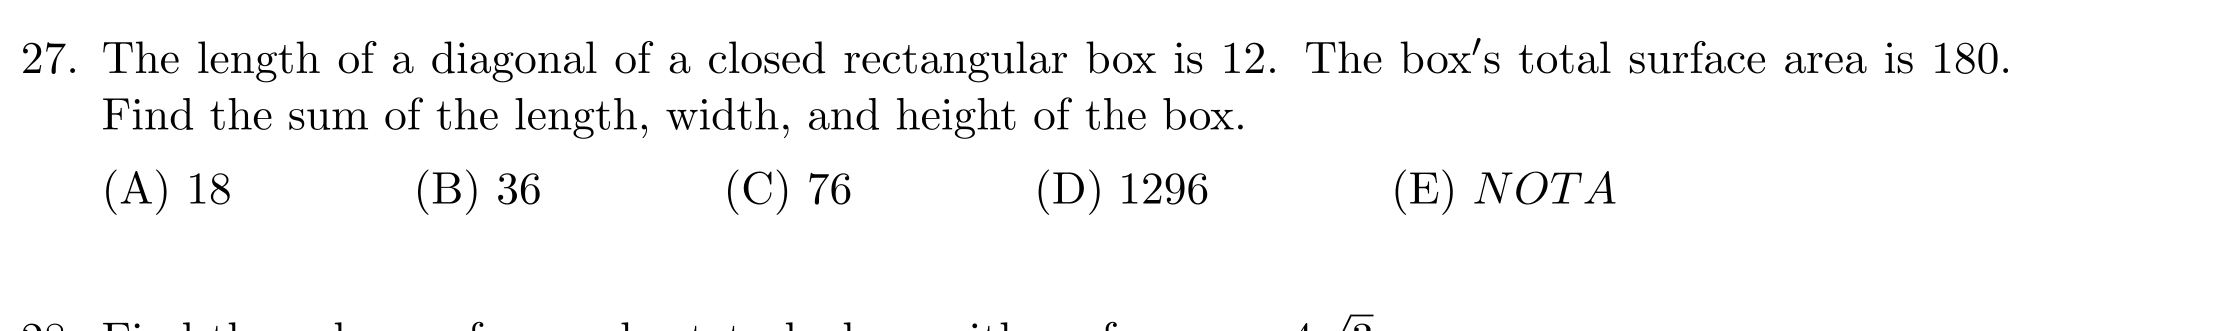 27. The length of a diagonal of a closed rectangular box is 12. The box's total surface area is 180.
Find the sum of the length, width, and height of the box.
(A) 18 (B) 36 (C) 76 (D) 1296 (E) NOTA